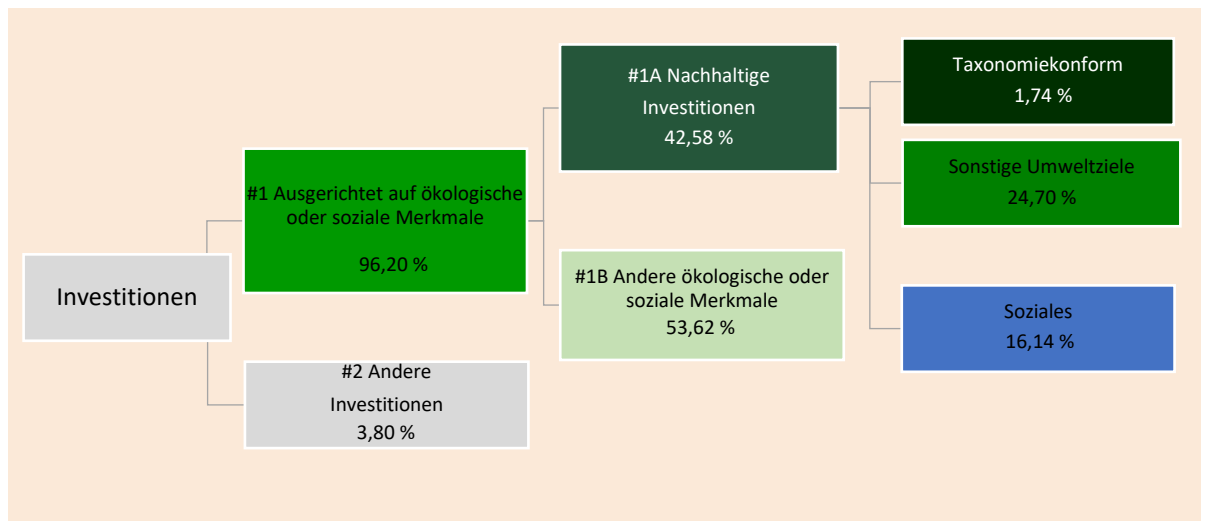 Investitionen
#1 Ausgerichtet auf ökologische
oder soziale Merkmale
96,20 %
#2 Andere
Investitionen
3,80 %
#1A Nachhaltige
Investitionen
42,58 %
#1B Andere ökologische oder
soziale Merkmale
53,62 %
Taxonomiekonform
1,74 %
Sonstige Umweltziele
24,70 %
Soziales
16,14 %